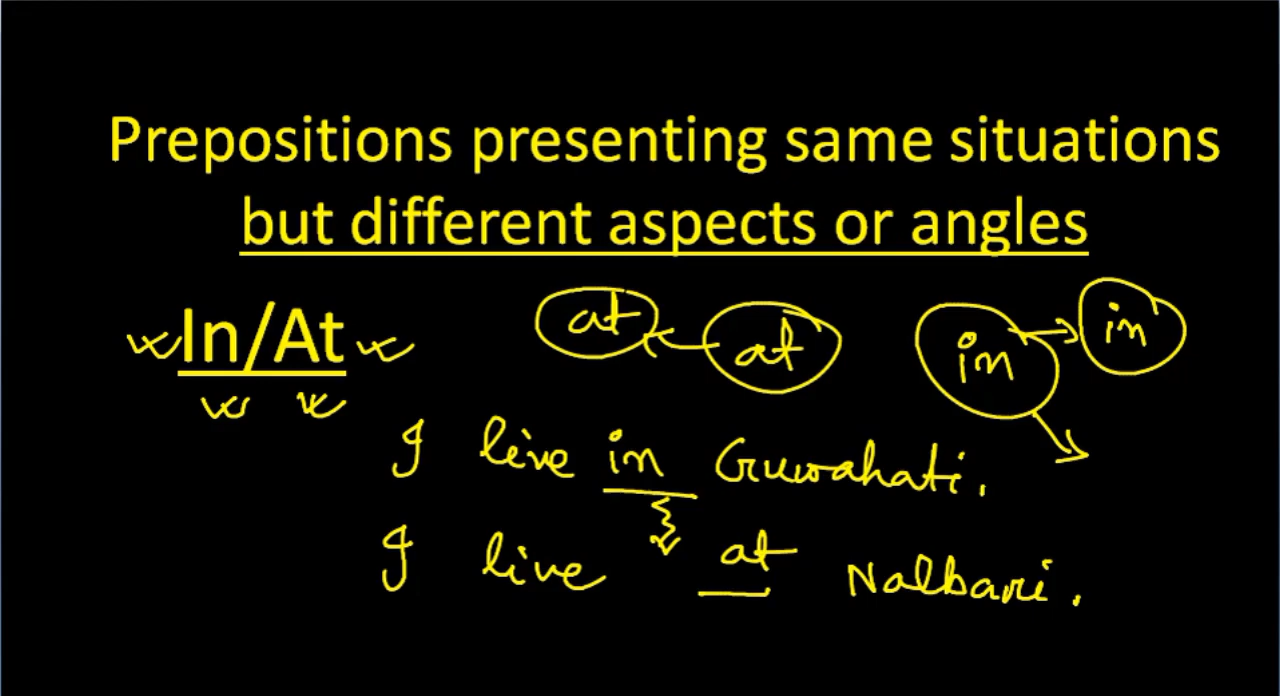 Prepositions presenting same situations
but different aspects or angles
In/At at at in in
I live in Guwahati.
I live at Nalbari.